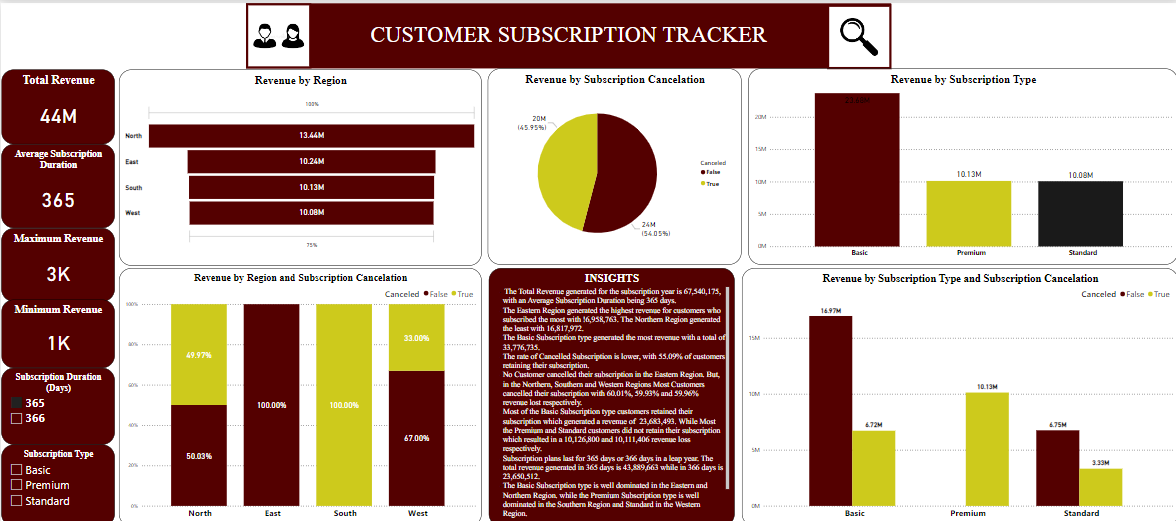 CUSTOMER SUBSCRIPTION TRACKER
Total Revenue
44M
Average Subscription
Duration
365
Maximum Revenue
3K
Minimum Revenue
1K
Subscription Duration
(Days)
365
366
Subscription Type
Basic
Premium
Standard
Revenue by Region
100%
North
13.44M
East
10.24M
South
10.13M
West
10.08M
75%
Revenue by Subscription Cancelation
20M
(45.95%)
24M
(54.05%)
Canceled
False
True
Revenue by Subscription Type
20M
15M
10M
5M
0M
10.13M
10.08M
Basic
Premium
Standard
Revenue by Region and Subscription Cancelation
Canceled False True
100%
80%
60%
40%
20%
0%
49.97%
50.03%
100.00%
100.00%
33.00%
67.00%
North
East
South
West
INSIGHTS
The Total Revenue generated for the subscription year is 67,540,175,
with an Average Subscription Duration being 365 days.
The Eastern Region generated the highest revenue for customers who
subscribed the most with 16,958,763. The Northern Region generated
the least with 16,817,972.
The Basic Subscription type generated the most revenue with a total of
33,776,735.
The rate of Cancelled Subscription is lower, with 55.09% of customers
retaining their subscription.
No Customer cancelled their subscription in the Eastern Region. But,
in the Northern, Southern and Western Regions Most Customers
cancelled their subscription with 60.01%, 59.93% and 59.96%
revenue lost respectively.
Most of the Basic Subscription type customers retained their
subscription which generated a revenue of 23,683,493. While Most
the Premium and Standard customers did not retain their subscription
which resulted in a 10,126,800 and 10,111,406 revenue loss
respectively.
Subscription plans last for 365 days or 366 days in a leap year. The
total revenue generated in 365 days is 43,889,663 while in 366 days is
23,650,512.
The Basic Subscription type is well dominated in the Eastern and
Northern Region. while the Premium Subscription type is well
dominated in the Southern Region and Standard in the Western
Region.
Revenue by Subscription Type and Subscription Cancelation
Canceled False True
15M
10M
5M
0M
16.97M
6.72M
10.13M
6.75M
3.33M
Basic
Premium
Standard